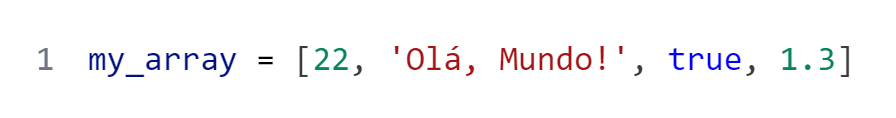 1 my_array = [22, 'Olá, Mundo!', true, 1.3]